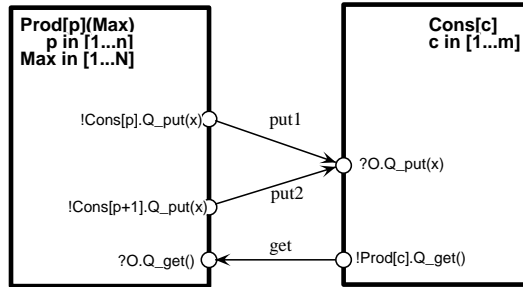 Prod[p](Max)
p in [1...n]
Max in [1...N]
Cons[c]
c in [1...m]
!Cons[p].Q_put(x)
put1
?O.Q_put(x)
!Cons[p+1].Q_put(x)
put2
?O.Q_get()
get
!Prod[c].Q_get()